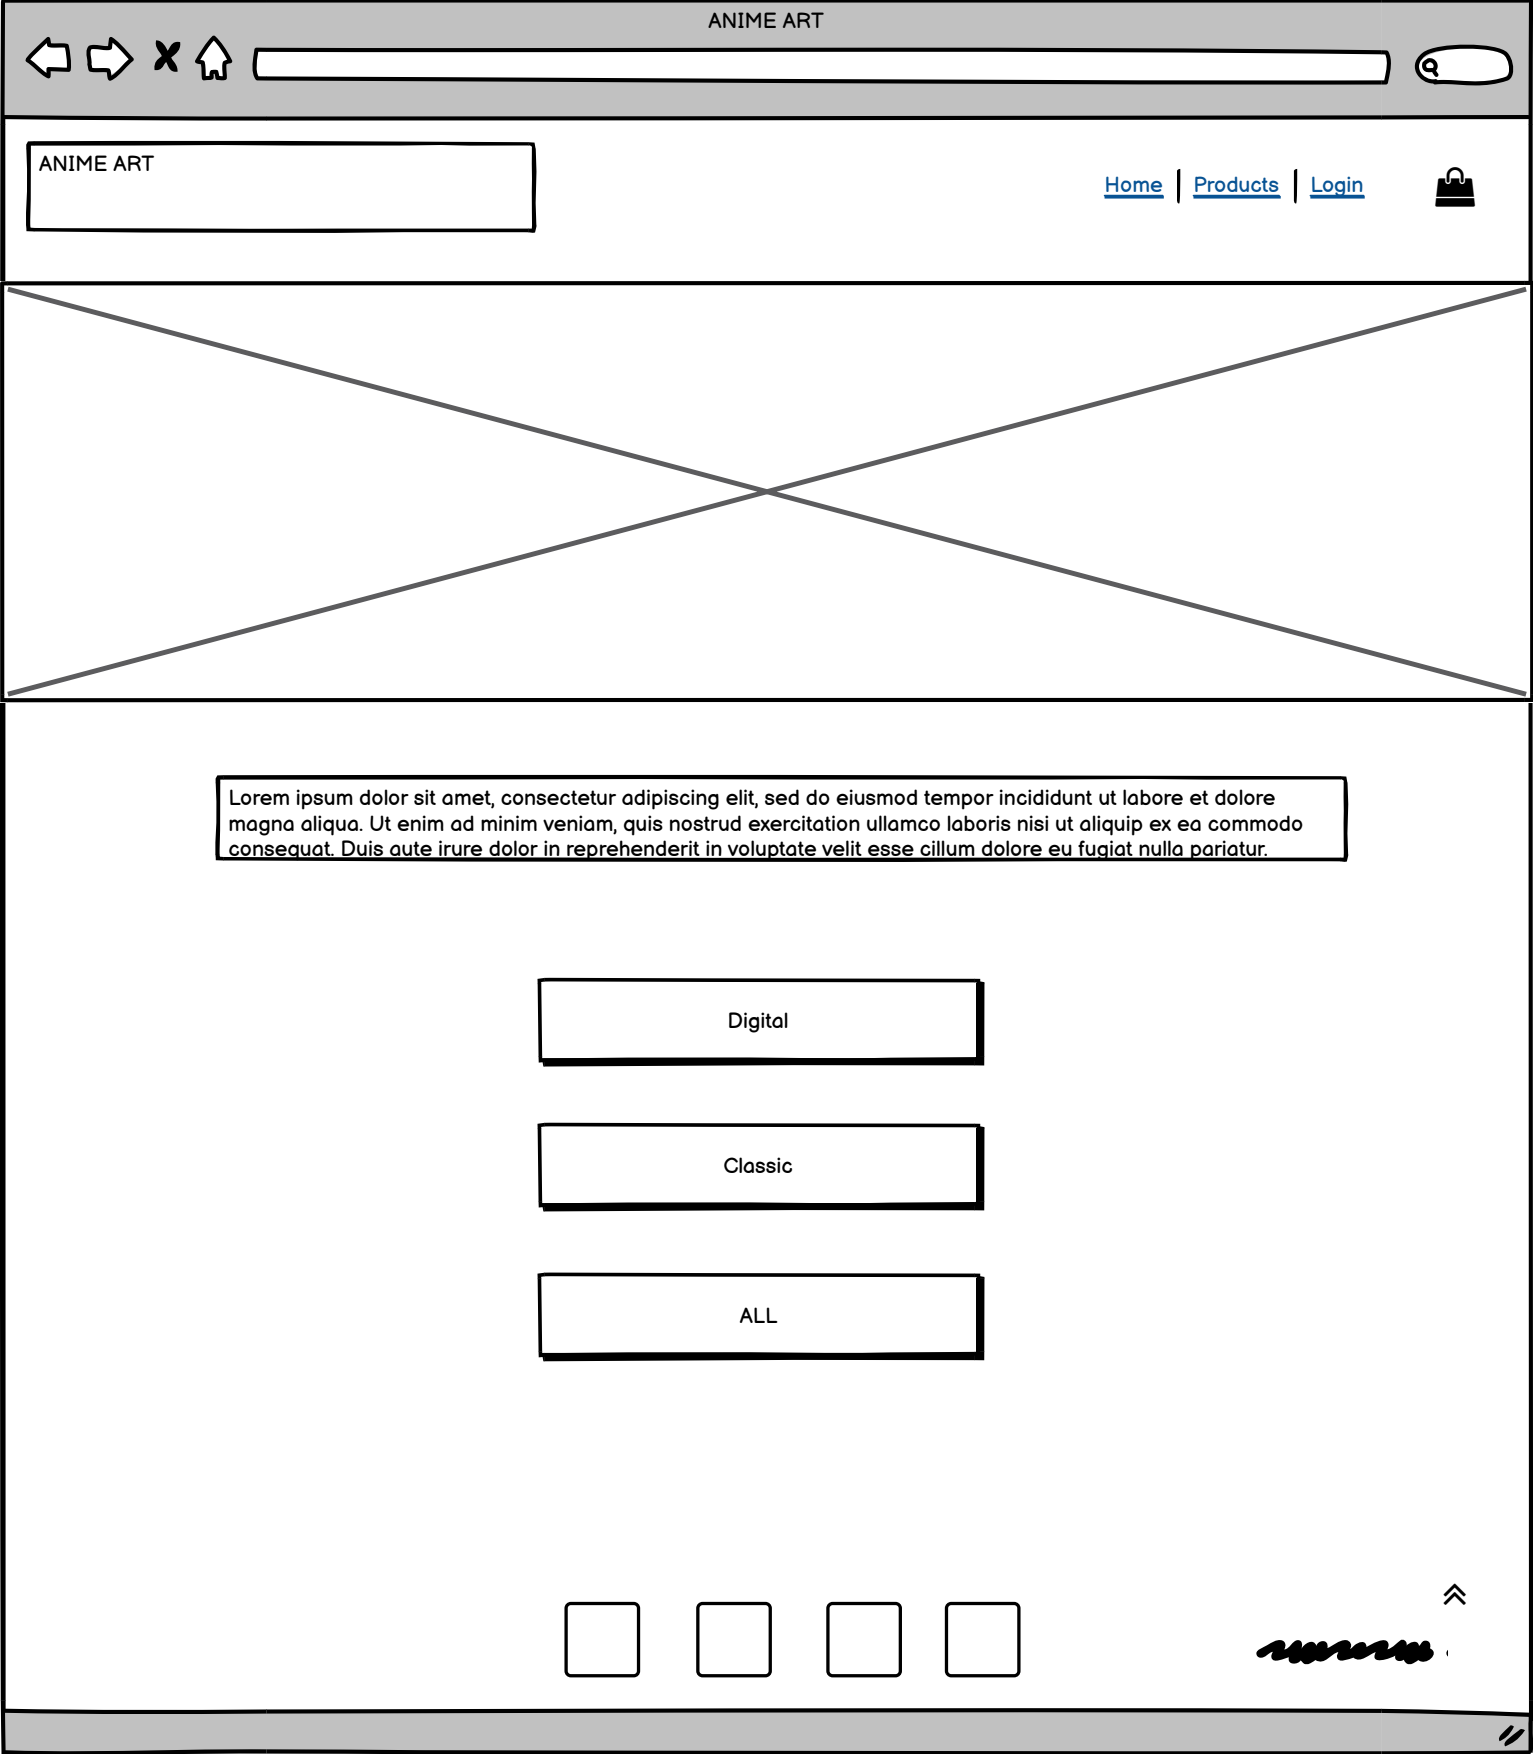 ANIME ART
ANIME ART
Home | Products | Login
Lorem ipsum dolor sit amet, consectetur adipiscing elit, sed do eiusmod tempor incididunt ut labore et dolore
magna aliqua. Ut enim ad minim veniam, quis nostrud exercitation ullamco laboris nisi ut aliquip ex ea commodo
consequat. Duis aute irure dolor in reprehenderit in voluptate velit esse cillum dolore eu fugiat nulla pariatur.
Digital
Classic
ALL